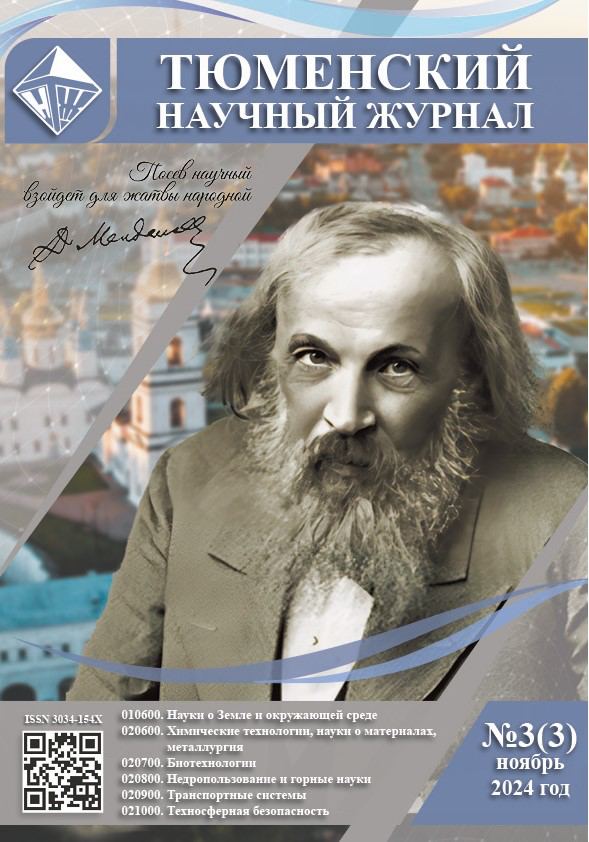 ТЮМЕНСКИЙ
НАУЧНЫЙ ЖУРНАЛ
Посев научный
взойдет для жатвы народной
Д Менделеев
ISSN 3034-154X
010600. Науки о Земле и окружающей среде
020600. Химические технологии, науки о материалах,
металлургия
020700. Биотехнологии
020800. Недропользование и горные науки
020900. Транспортные системы
021000. Техносферная безопасность
№3(3)
ноябрь
2024 год